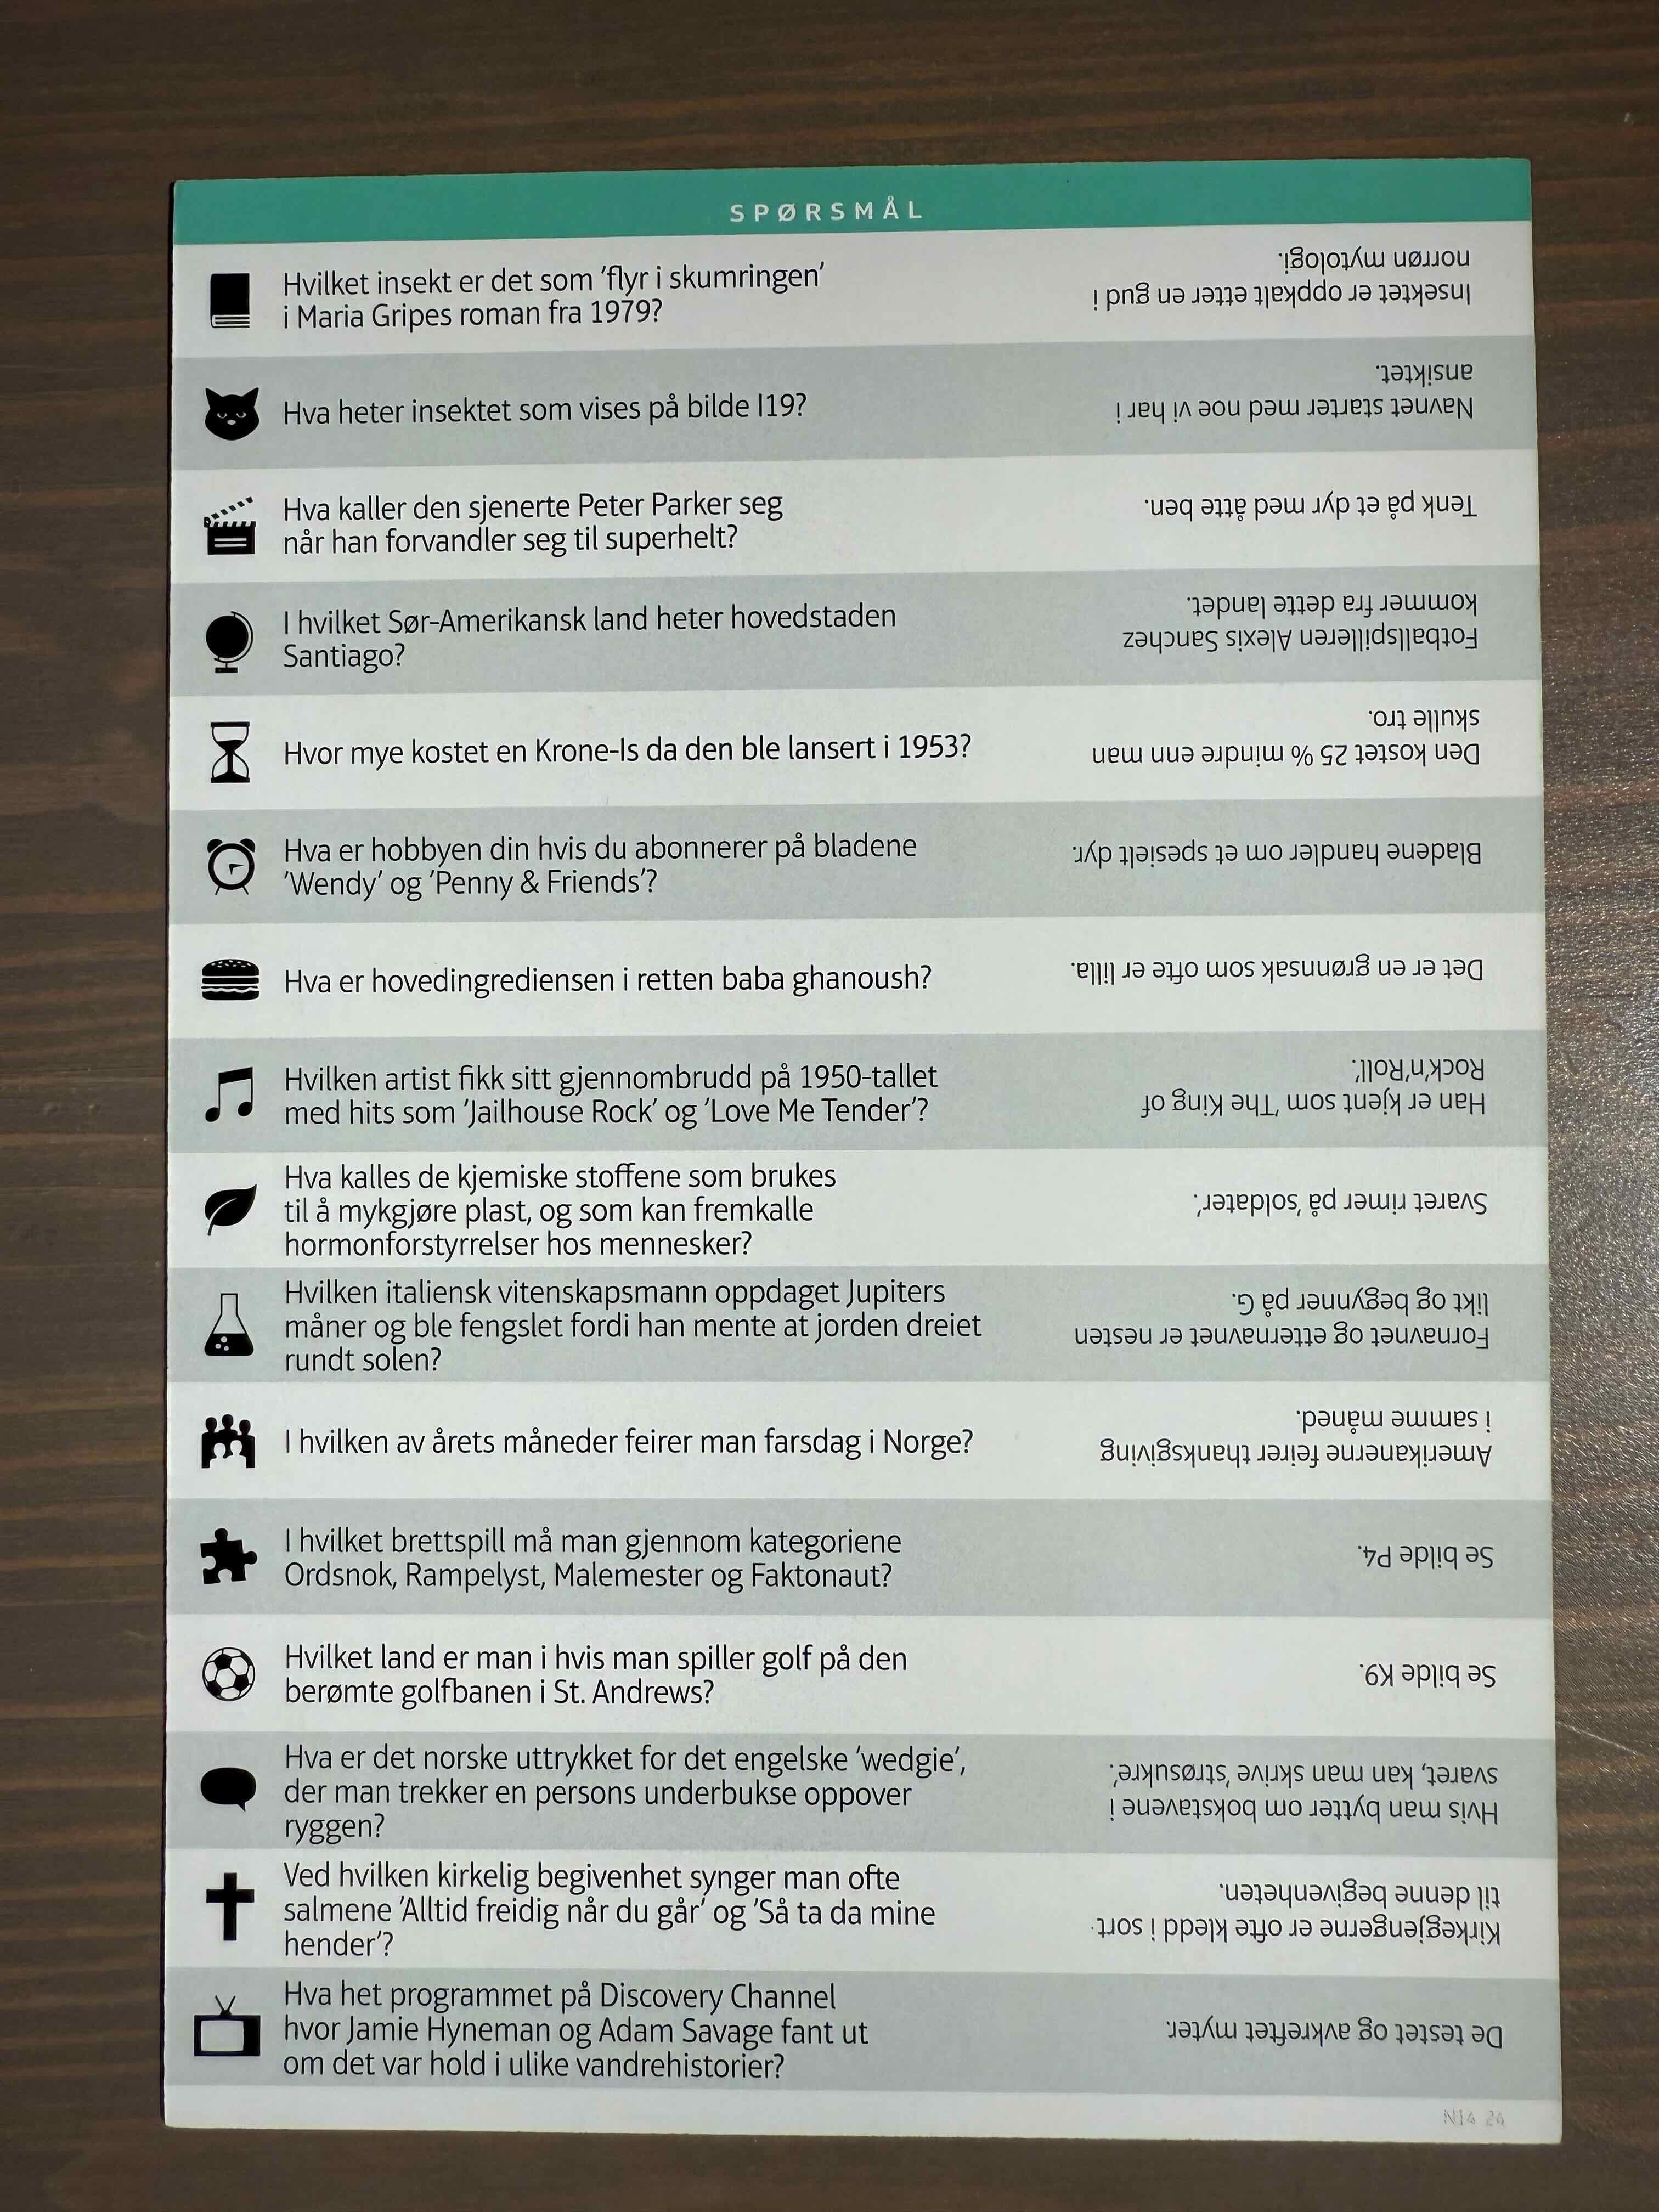 SPØRSMÅL
Hvilket insekt er det som ’flyr i skumringen’
i Maria Gripes roman fra 1979?
Insektet er oppkalt etter en gud i
norrøn mytologi.
Hva heter insektet som vises på bilde I19?
Navnet starter med noe vi har i
ansiktet.
Hva kaller den sjenerte Peter Parker seg
når han forvandler seg til superhelt?
Tenk på et dyr med åtte ben.
I hvilket Sør-Amerikansk land heter hovedstaden
Santiago?
Fotballspilleren Alexis Sanchez
kommer fra dette landet.
Hvor mye kostet en Krone-Is da den ble lansert i 1953?
Den kostet 25 % mindre enn man
skulle tro.
Hva er hobbyen din hvis du abonnerer på bladene
’Wendy’ og ’Penny & Friends’?
Bladene handler om et spesielt dyr.
Hva er hovedingrediensen i retten baba ghanoush?
Det er en grønnsak som ofte er lilla.
Hvilken artist fikk sitt gjennombrudd på 1950-tallet
med hits som ’Jailhouse Rock’ og ’Love Me Tender’?
Han er kjent som ’The King of
Rock’n’Roll’.
Hva kalles de kjemiske stoffene som brukes
til å mykgjøre plast, og som kan fremkalle
hormonforstyrrelser hos mennesker?
Svaret rimer på ’soldater’.
Hvilken italiensk vitenskapsmann oppdaget Jupiters
måner og ble fengslet fordi han mente at jorden dreiet
rundt solen?
Fornavnet og etternavnet er nesten
likt og begynner på G.
I hvilken av årets måneder feirer man farsdag i Norge?
Amerikanerne feirer thanksgiving
i samme måned.
I hvilket brettspill må man gjennom kategoriene
Ordsnok, Rampelyst, Malemester og Faktonaut?
Se bilde P4.
Hvilket land er man i hvis man spiller golf på den
berømte golfbanen i St. Andrews?
Se bilde K9.
Hva er det norske uttrykket for det engelske ’wedgie’,
der man trekker en persons underbukse oppover
ryggen?
Hvis man bytter om bokstavene i
svaret, kan man skrive ’strøsukre’.
Ved hvilken kirkelig begivenhet synger man ofte
salmene ’Alltid freidig når du går’ og ’Så ta da mine
hender’?
Kirkegjengerne er ofte kledd i sort
til denne begivenheten.
Hva het programmet på Discovery Channel
hvor Jamie Hyneman og Adam Savage fant ut
om det var hold i ulike vandrehistorier?
De testet og avkreftet myter.
N14 24